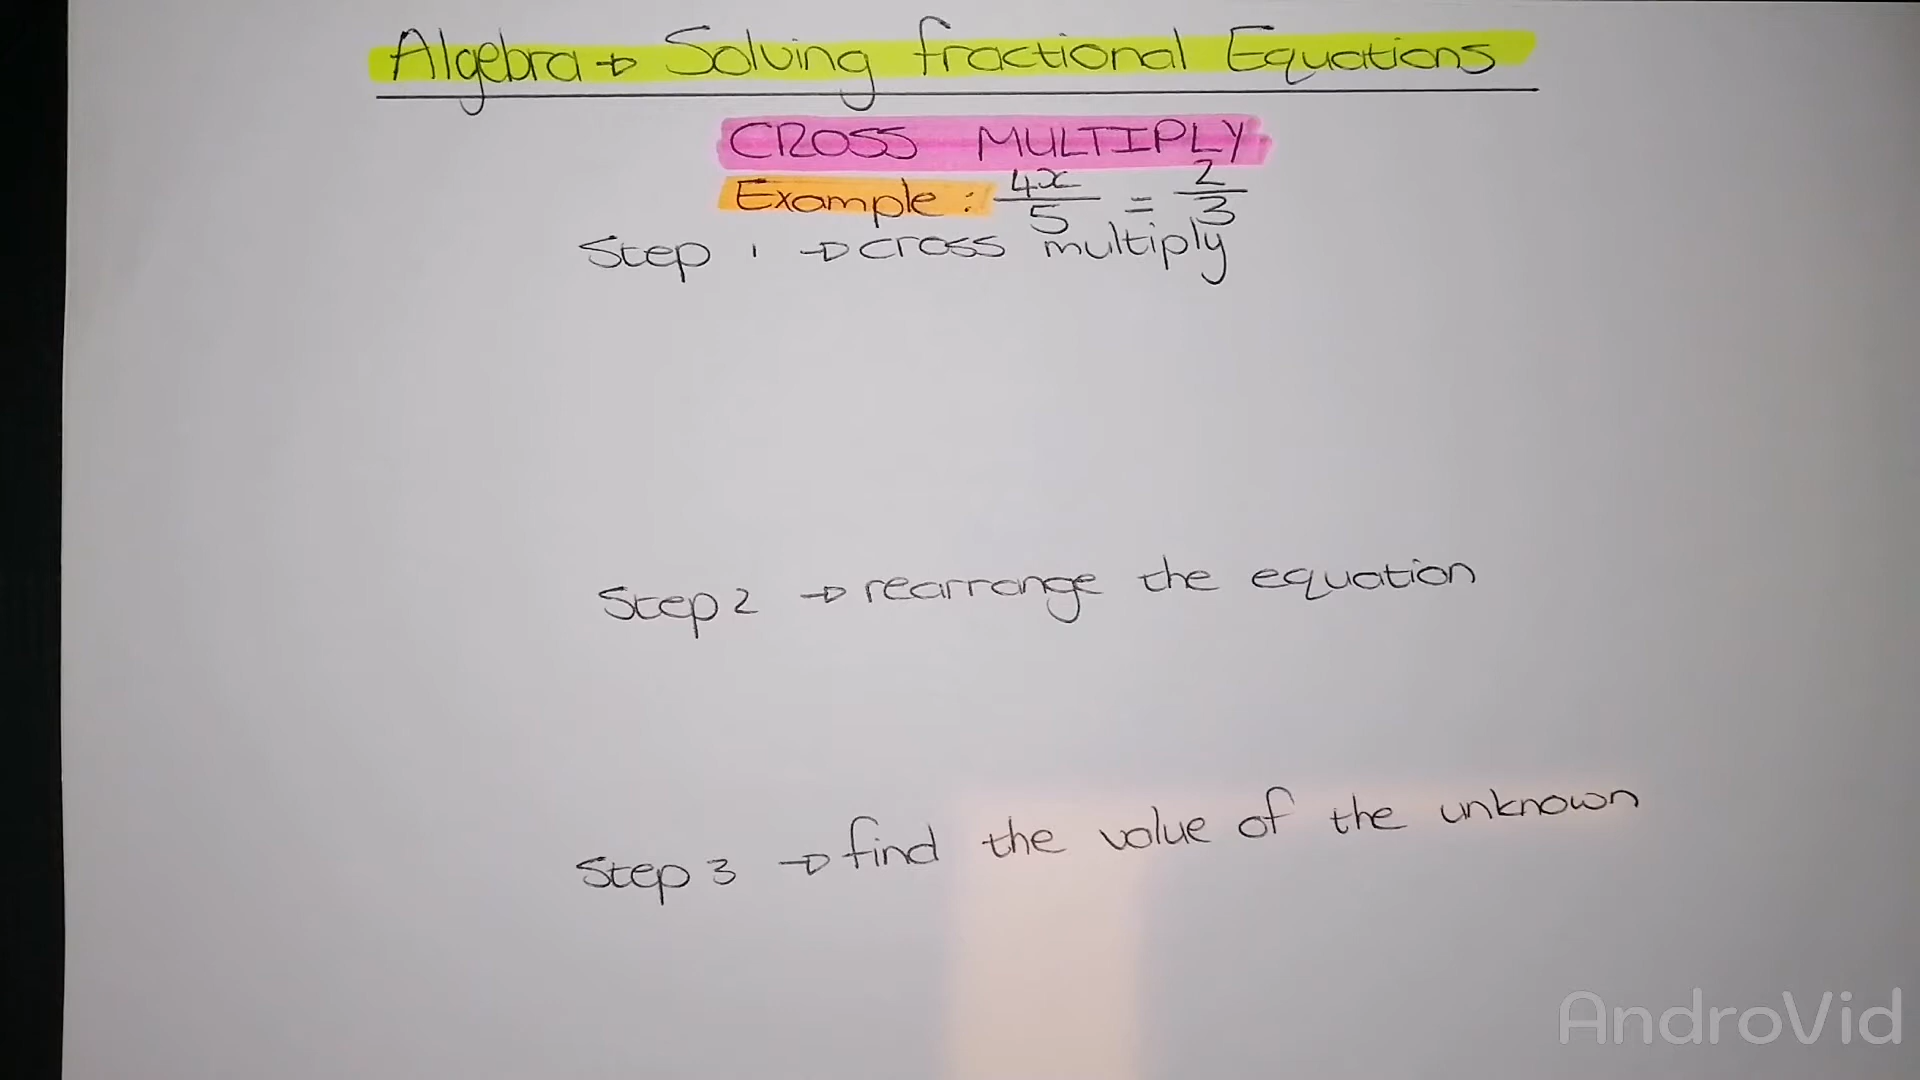 Algebra → Solving fractional Equations
CROSS MULTIPLY
Example: 4x/5 = 2/3
Step 1 → cross multiply
Step 2 → rearrange the equation
Step 3 → find the value of the unknown
AndroVid